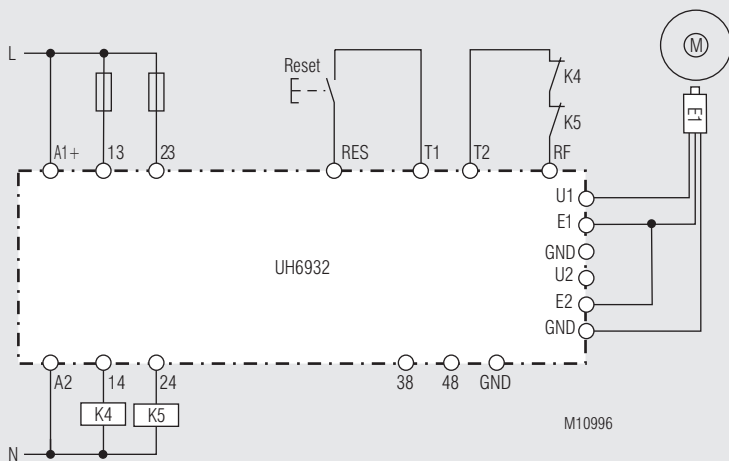 L
M
Reset
K4
E1
K5
A1+ 13 23 RES T1 T2 RF
U1
E1
GND
UH6932
U2
E2
GND
A2 14 24 38 48 GND
K4 K5
M10996
N